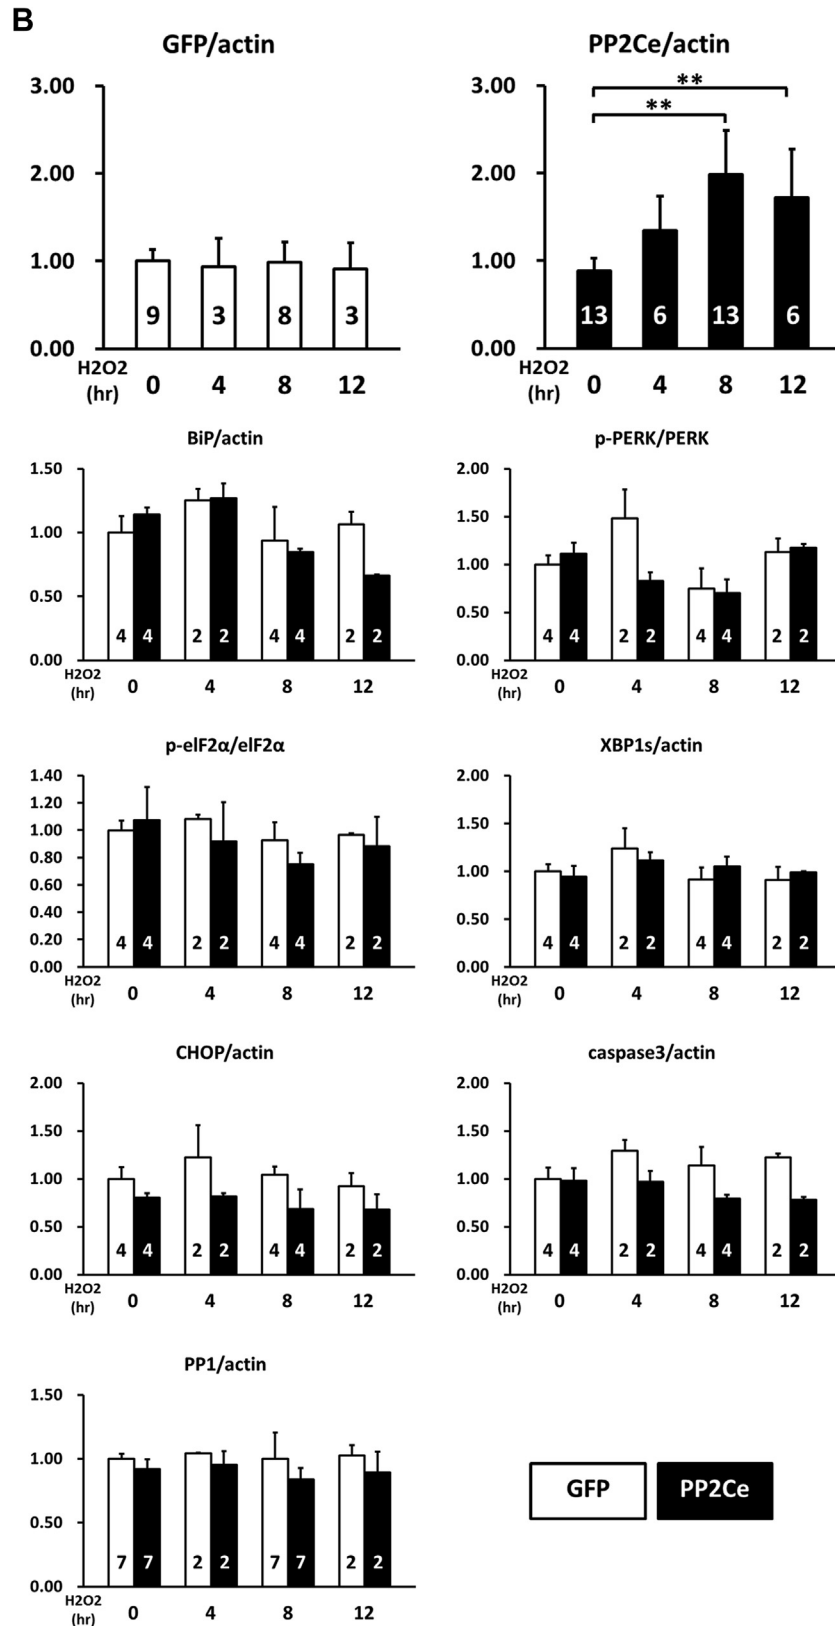 B
GFP/actin
3.00
2.00
1.00
0.00
9 3 8 3
H2O2
(hr) 0 4 8 12
PP2Ce/actin
**
**
3.00
2.00
1.00
0.00
13 6 13 6
H2O2
(hr) 0 4 8 12
BiP/actin
1.50
1.00
0.50
0.00
4 4 2 2 4 4 2 2
H2O2
(hr) 0 4 8 12
p-PERK/PERK
2.00
1.50
1.00
0.50
0.00
4 4 2 2 4 4 2 2
H2O2
(hr) 0 4 8 12
p-eIF2α/eIF2α
1.40
1.20
1.00
0.80
0.60
0.40
0.20
0.00
4 4 2 2 4 4 2 2
H2O2
(hr) 0 4 8 12
XBP1s/actin
2.00
1.50
1.00
0.50
0.00
4 4 2 2 4 4 2 2
H2O2
(hr) 0 4 8 12
CHOP/actin
2.00
1.50
1.00
0.50
0.00
4 4 2 2 4 4 2 2
H2O2
(hr) 0 4 8 12
caspase3/actin
2.00
1.50
1.00
0.50
0.00
4 4 2 2 4 4 2 2
H2O2
(hr) 0 4 8 12
PP1/actin
1.50
1.00
0.50
0.00
7 7 2 2 7 7 2 2
H2O2
(hr) 0 4 8 12
GFP PP2Ce